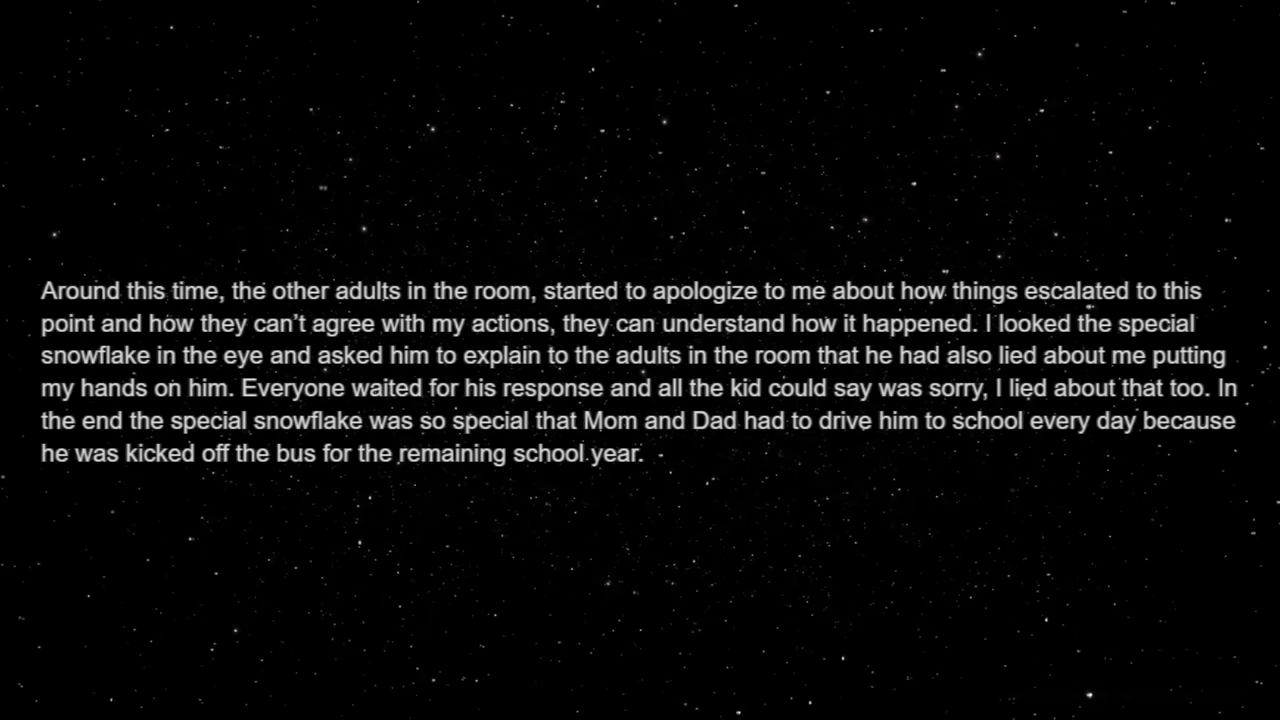 Around this time, the other adults in the room, started to apologize to me about how things escalated to this
point and how they can’t agree with my actions, they can understand how it happened. I looked the special
snowflake in the eye and asked him to explain to the adults in the room that he had also lied about me putting
my hands on him. Everyone waited for his response and all the kid could say was sorry, I lied about that too. In
the end the special snowflake was so special that Mom and Dad had to drive him to school every day because
he was kicked off the bus for the remaining school year.